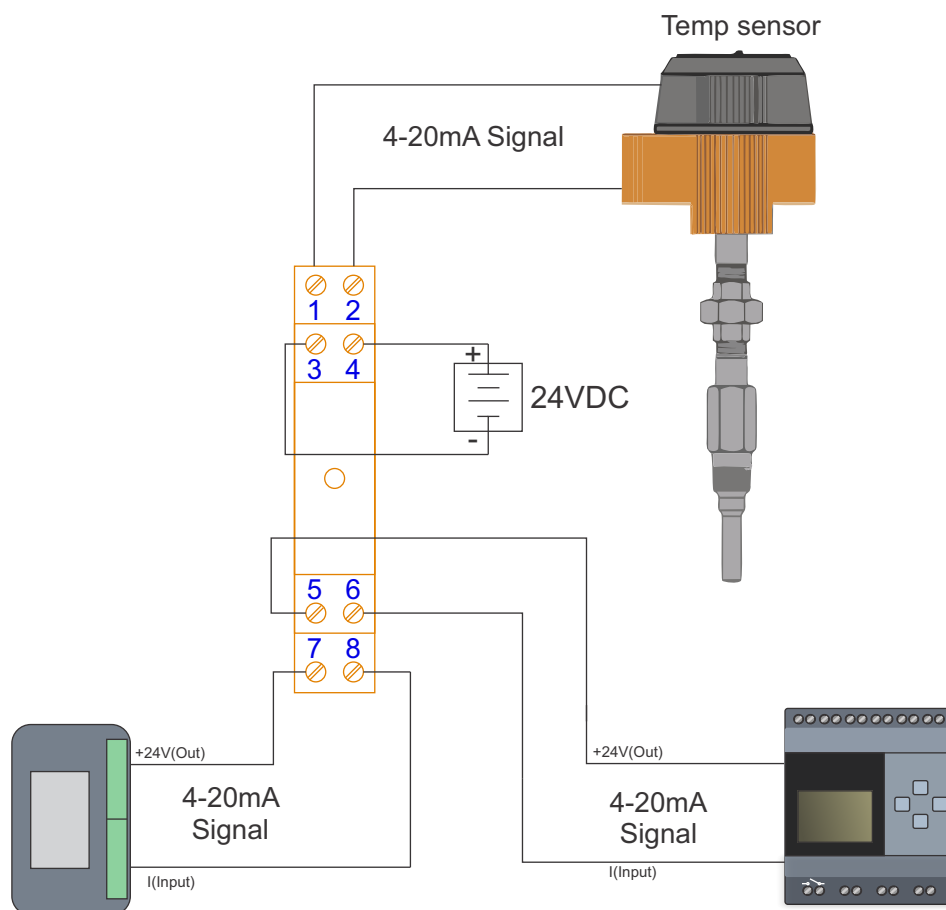 Temp sensor
4-20mA Signal
1 2
3 4
+
24VDC
-
5 6
7 8
+24V(Out)
4-20mA
Signal
I(Input)
+24V(Out)
4-20mA
Signal
I(Input)